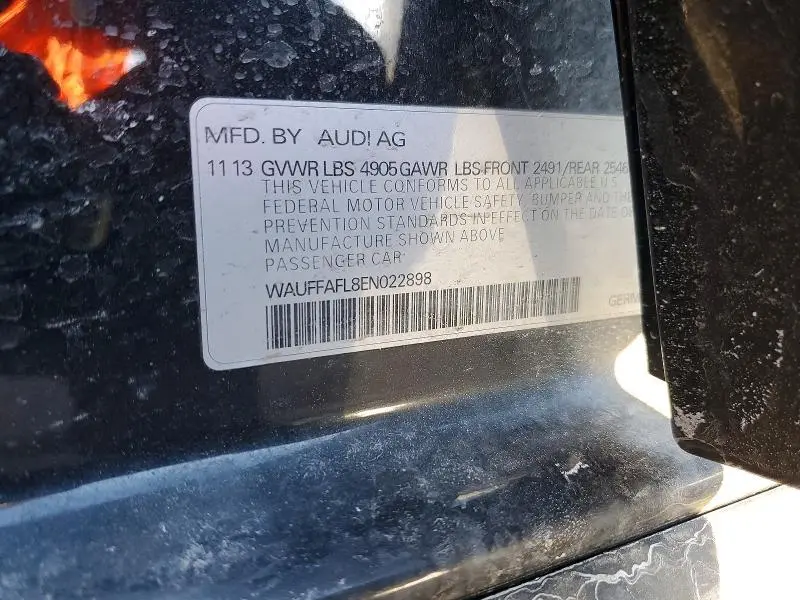 MFD. BY AUDI AG
11 13 GVWR LBS 4905 GAWR LBS FRONT 2491/REAR 2546
THIS VEHICLE CONFORMS TO ALL APPLICABLE U.S.
FEDERAL MOTOR VEHICLE SAFETY, BUMPER AND THE
PREVENTION STANDARDS IN EFFECT ON THE DATE OF
MANUFACTURE SHOWN ABOVE
PASSENGER CAR
WAUFFAFL8EN022898
GERM